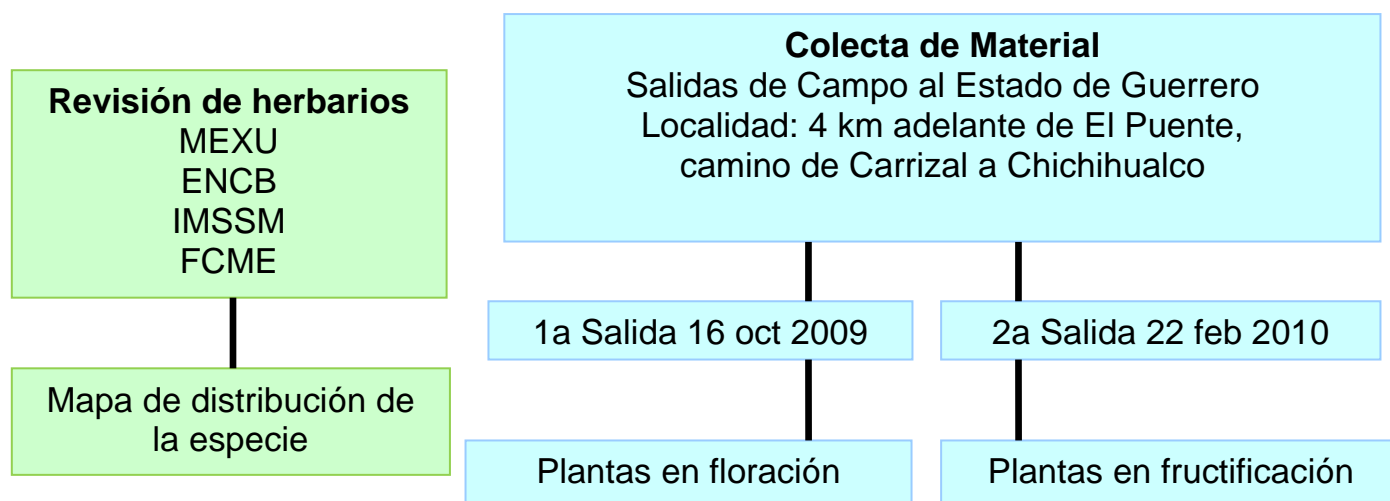 Revisión de herbarios
MEXU
ENCB
IMSSM
FCME
Mapa de distribución de
la especie
Colecta de Material
Salidas de Campo al Estado de Guerrero
Localidad: 4 km adelante de El Puente,
camino de Carrizal a Chichihualco
1a Salida 16 oct 2009
2a Salida 22 feb 2010
Plantas en floración
Plantas en fructificación